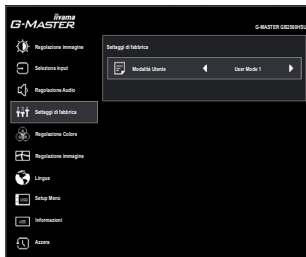 iiyama
G-MASTER
G-MASTER GB2560HSU
Regolazione Immagine
Settaggi di fabbrica
Modalità Utente
User Mode 1
Seleziona Input
Regolazione Audio
Settaggi di fabbrica
Regolazione Colore
Regolazione Immagine
Lingua
Setup Menù
Informazioni
Azzera